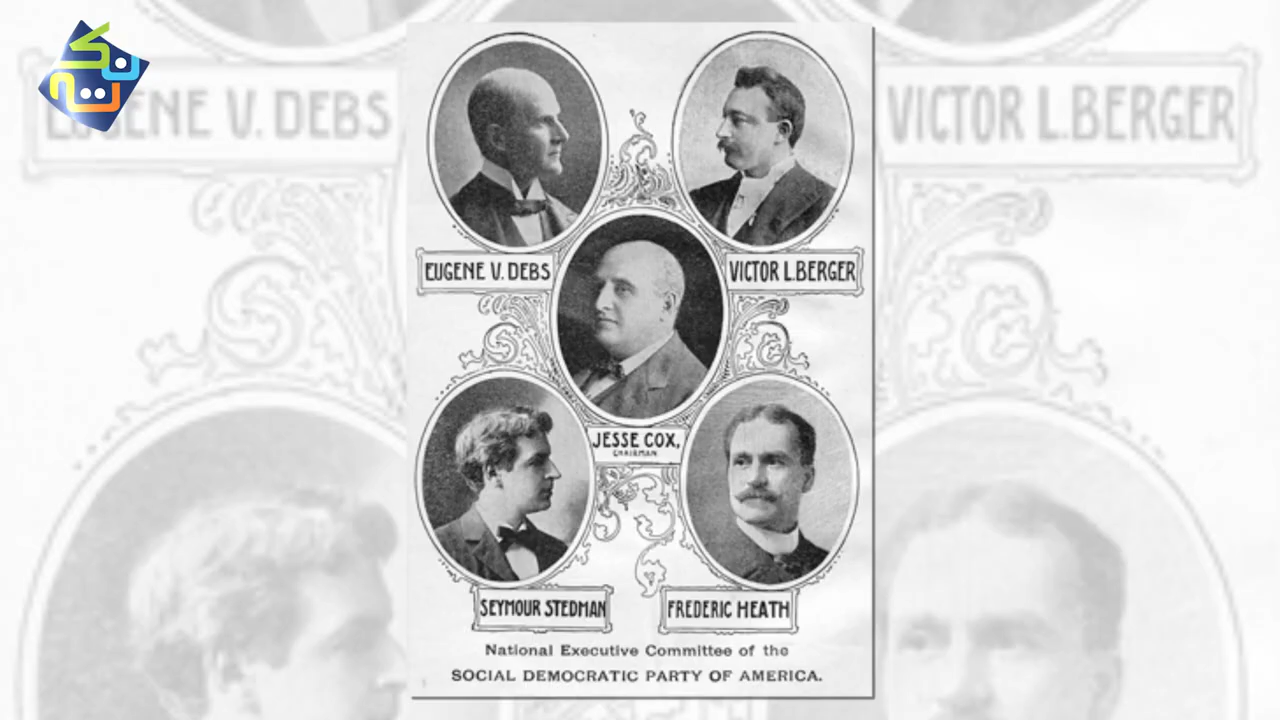 EUGENE V. DEBS
VICTOR L. BERGER
JESSE COX,
CHAIRMAN
SEYMOUR STEDMAN
FREDERIC HEATH
National Executive Committee of the
SOCIAL DEMOCRATIC PARTY OF AMERICA.